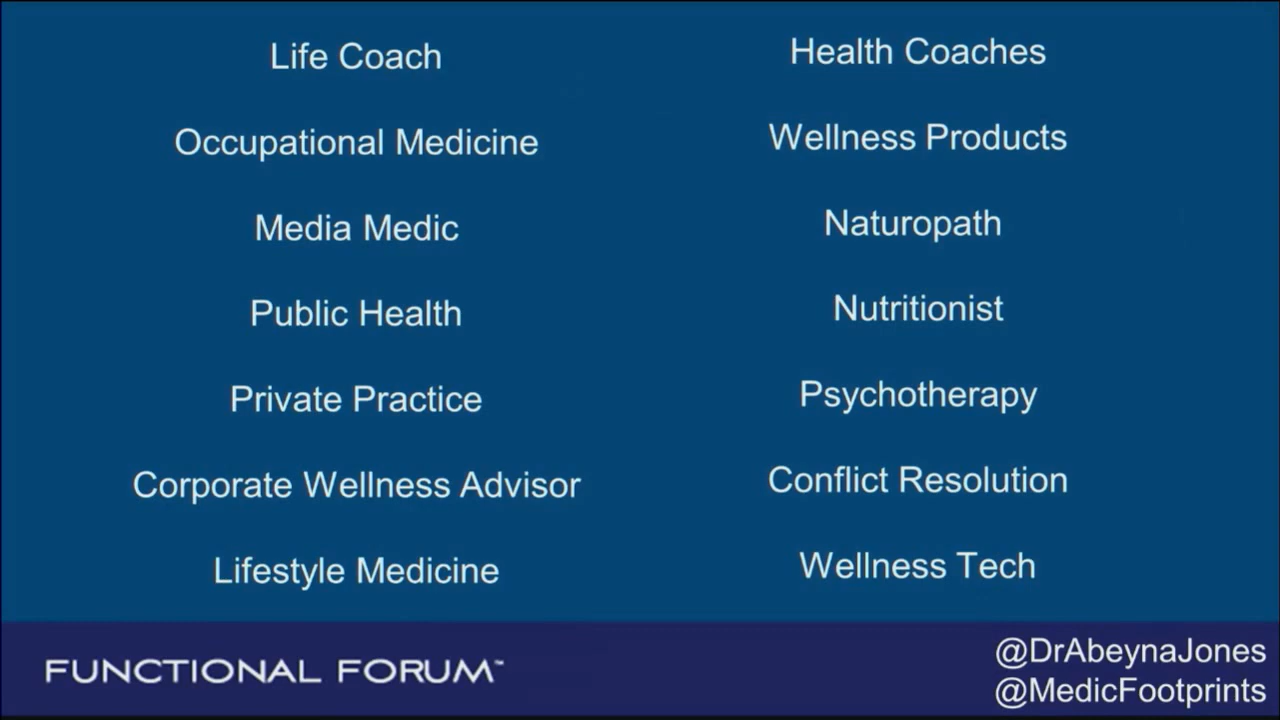 Life Coach
Occupational Medicine
Media Medic
Public Health
Private Practice
Corporate Wellness Advisor
Lifestyle Medicine
Health Coaches
Wellness Products
Naturopath
Nutritionist
Psychotherapy
Conflict Resolution
Wellness Tech
FUNCTIONAL FORUM™
@DrAbeynaJones
@MedicFootprints